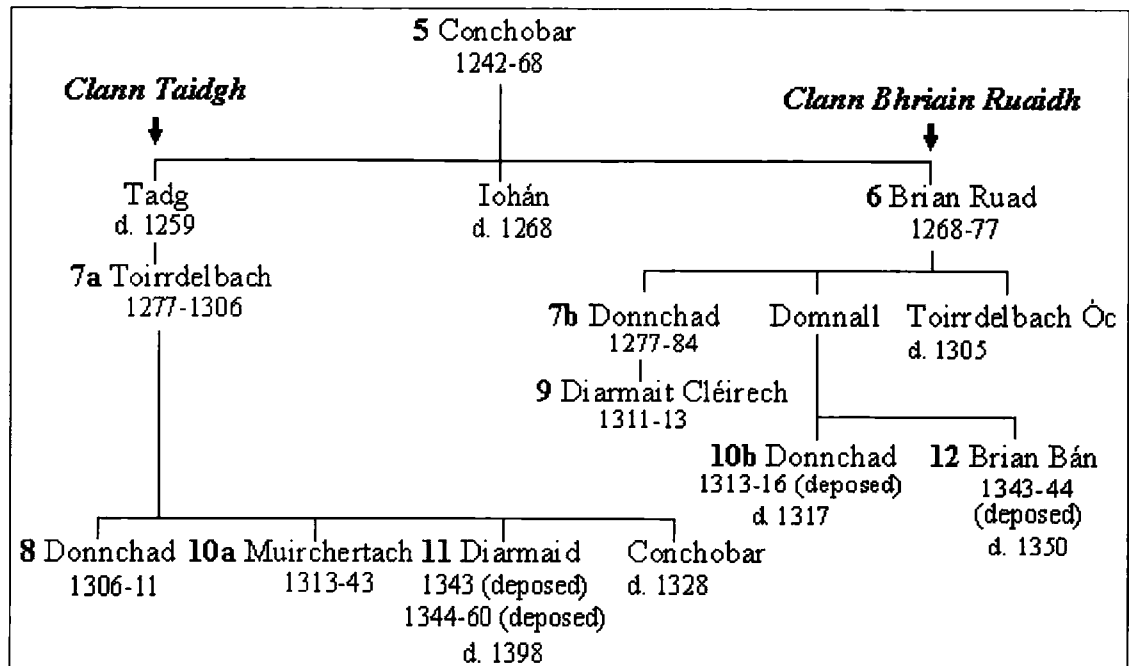 5 Conchobar
1242-68
Clann Taidgh
Clann Bhriain Ruaidh
Tadg
d. 1259
Iohán
d. 1268
6 Brian Ruad
1268-77
7a Toirrdelbach
1277-1306
7b Donnchad
1277-84
Domnall
Toirrdelbach Óc
d. 1305
9 Diarmait Cléirech
1311-13
10b Donnchad
1313-16 (deposed)
d 1317
12 Brian Bán
1343-44
(deposed)
d. 1350
8 Donnchad
1306-11
10a Muirchertach
1313-43
11 Diarmaid
1343 (deposed)
1344-60 (deposed)
d. 1398
Conchobar
d. 1328